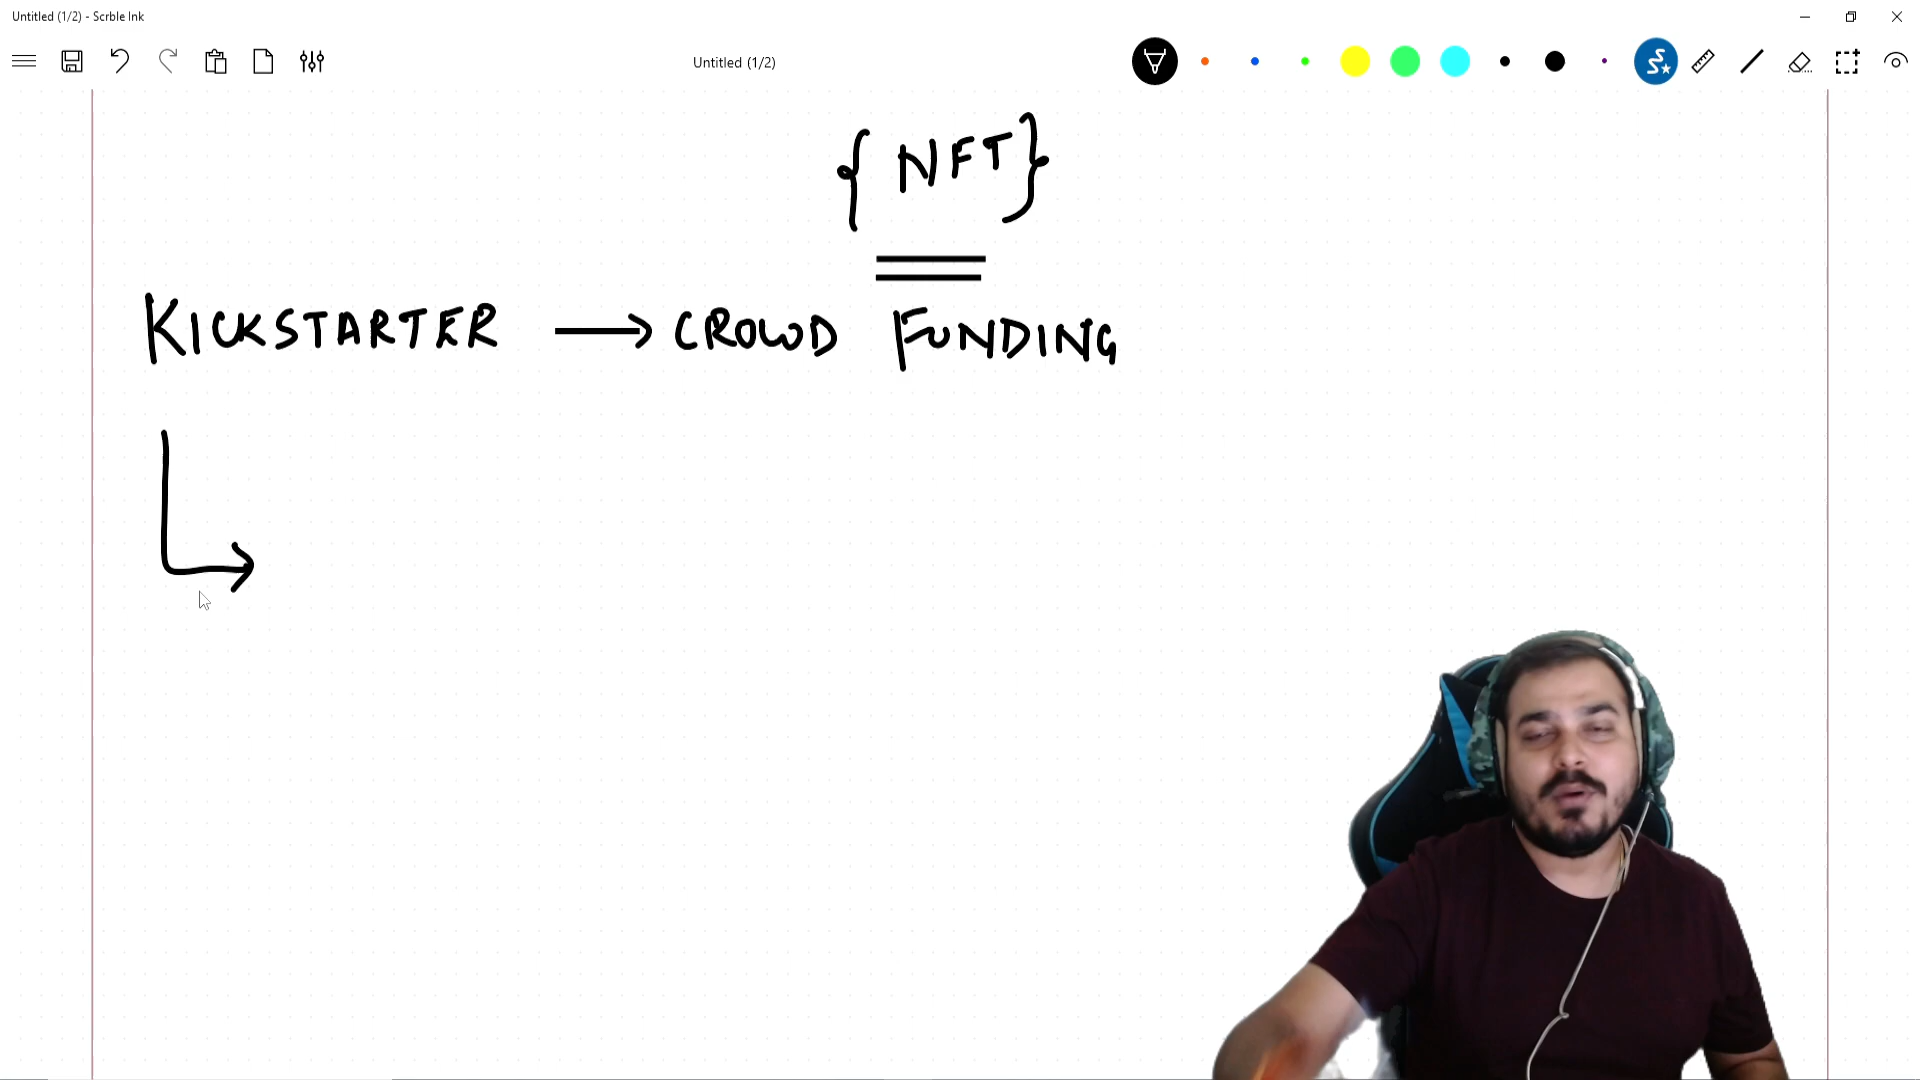 Untitled (1/2) - Scrble Ink
Untitled (1/2)
{ NFT }
KICKSTARTER → CROWD FUNDING